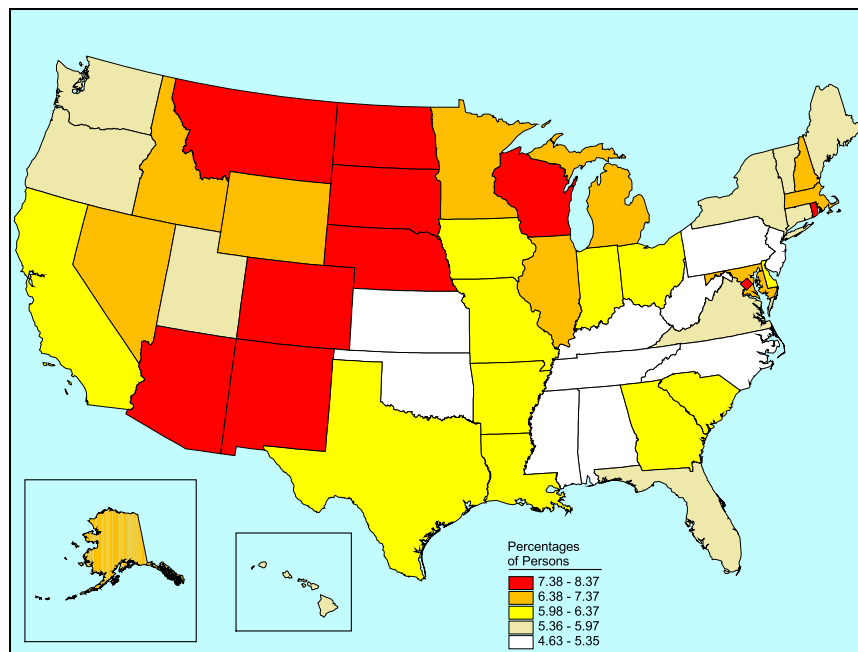 Percentages
of Persons
7.38 - 8.37
6.38 - 7.37
5.98 - 6.37
5.36 - 5.97
4.63 - 5.35